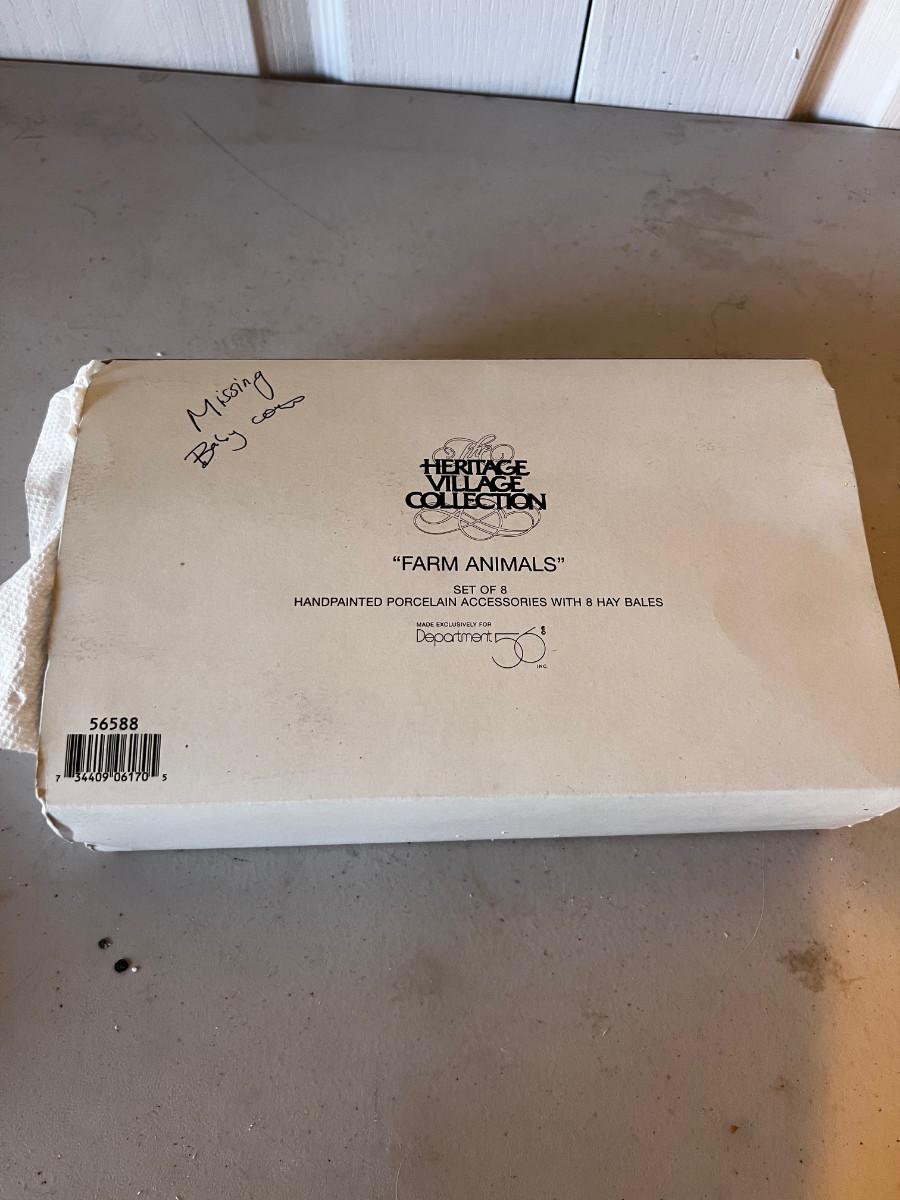 Missing
Baby cows
The
HERITAGE
VILLAGE
COLLECTION
“FARM ANIMALS”
SET OF 8
HANDPAINTED PORCELAIN ACCESSORIES WITH 8 HAY BALES
MADE EXCLUSIVELY FOR
Department 56®
INC.
56588
7 34409 06170 5